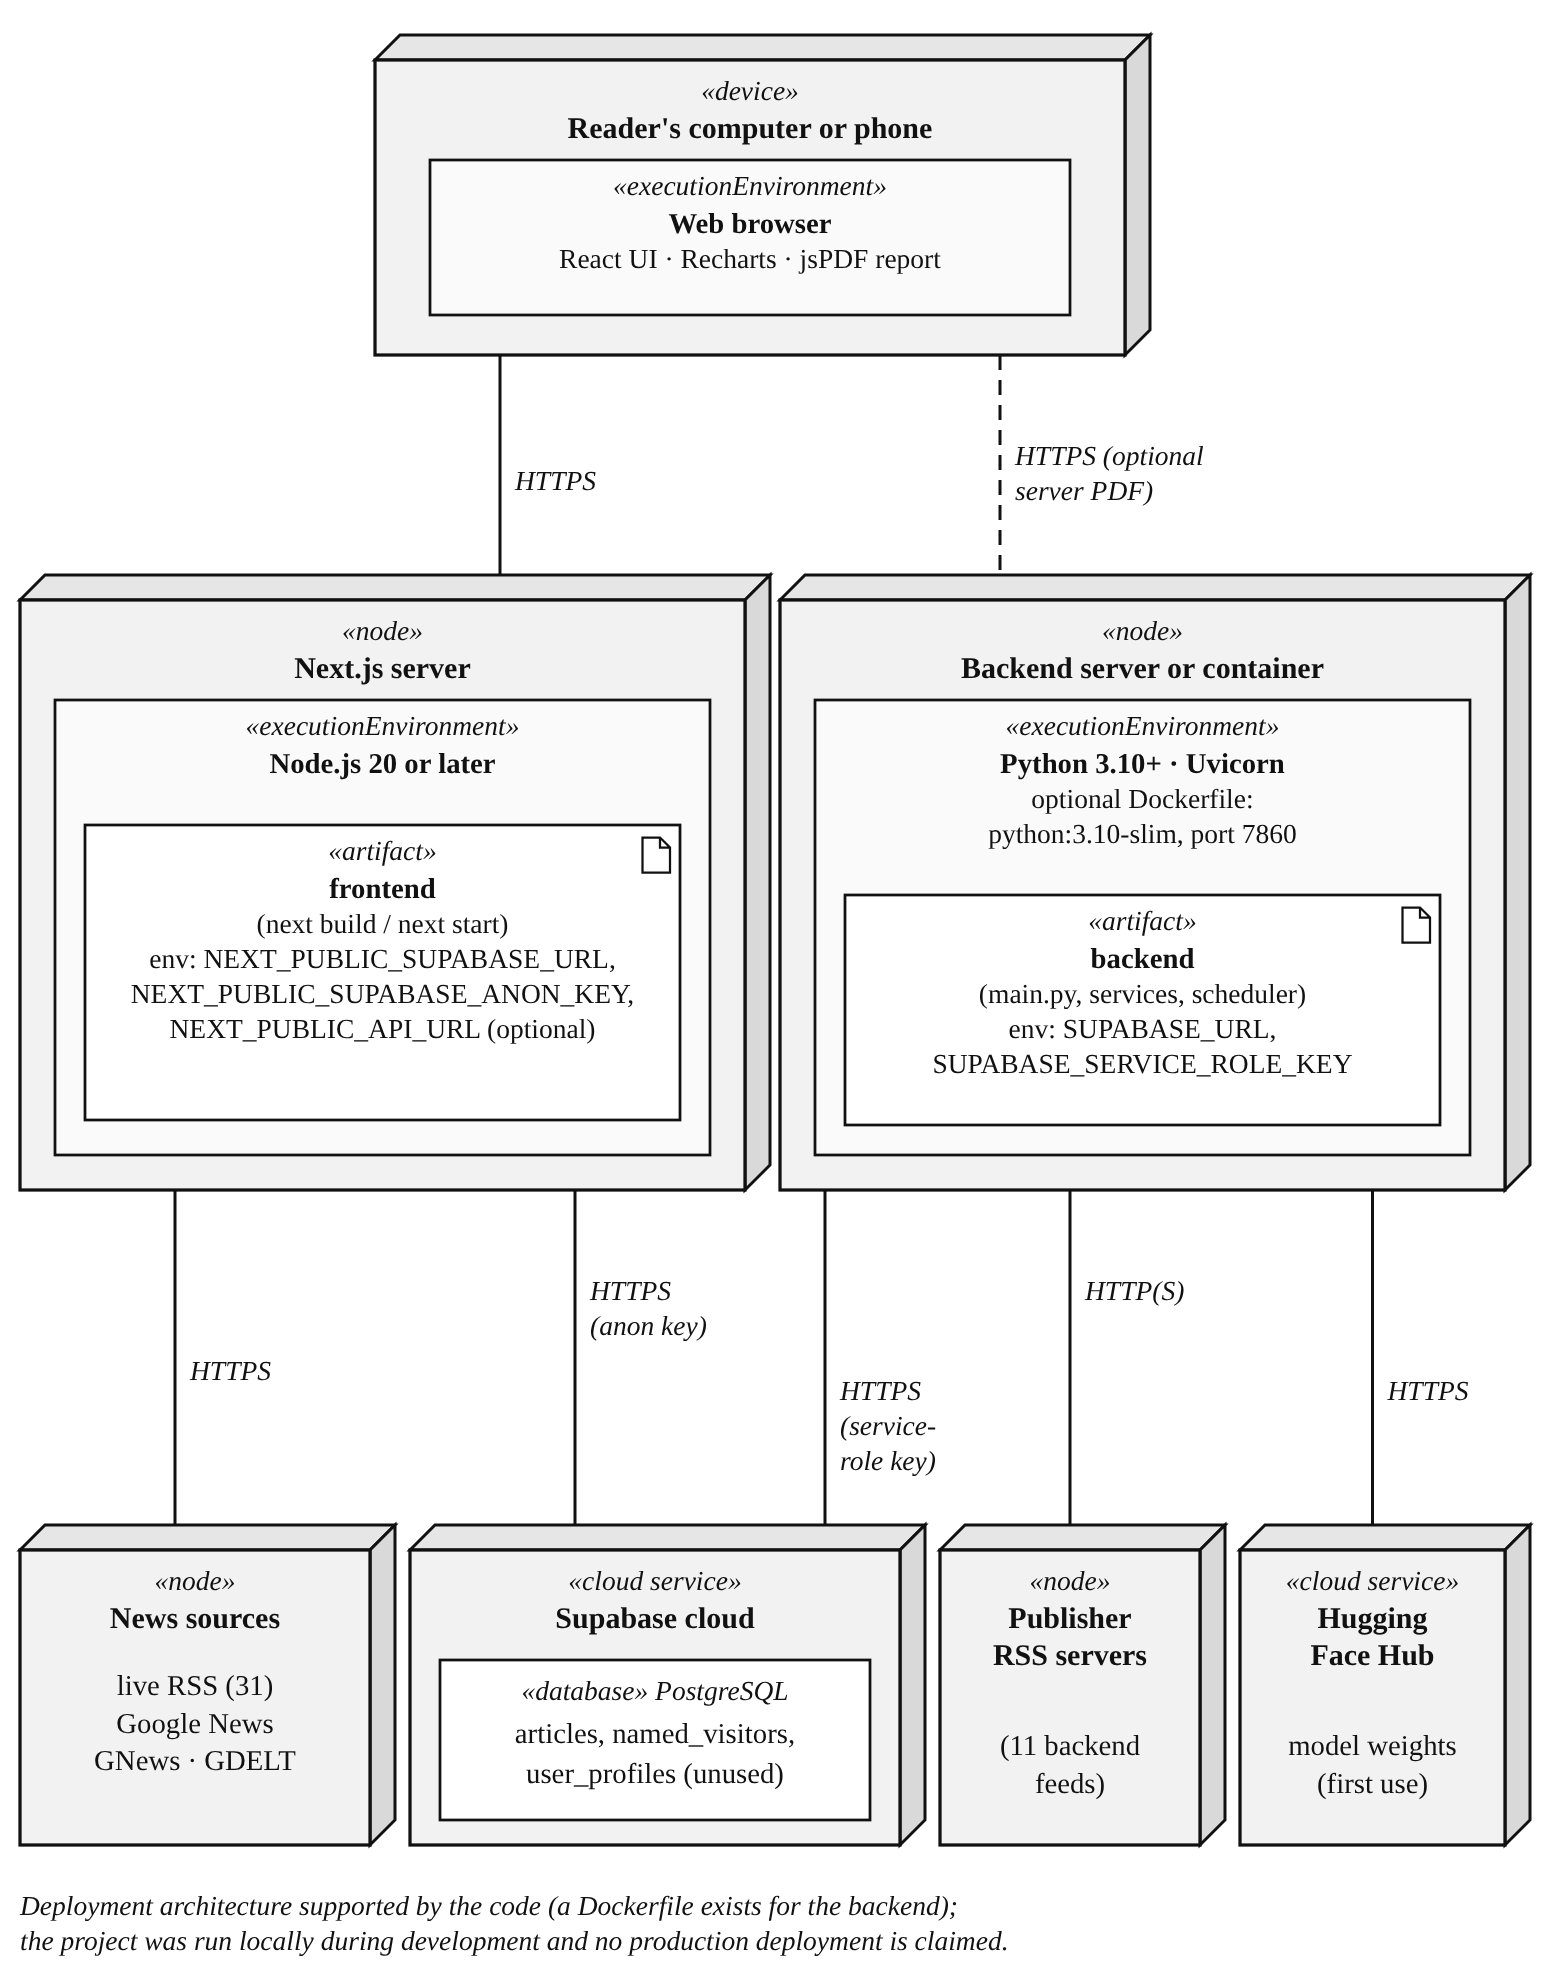 «device»
Reader's computer or phone
«executionEnvironment»
Web browser
React UI · Recharts · jsPDF report
HTTPS
HTTPS (optional
server PDF)
«node»
Next.js server
«executionEnvironment»
Node.js 20 or later
«artifact»
frontend
(next build / next start)
env: NEXT_PUBLIC_SUPABASE_URL,
NEXT_PUBLIC_SUPABASE_ANON_KEY,
NEXT_PUBLIC_API_URL (optional)
«node»
Backend server or container
«executionEnvironment»
Python 3.10+ · Uvicorn
optional Dockerfile:
python:3.10-slim, port 7860
«artifact»
backend
(main.py, services, scheduler)
env: SUPABASE_URL,
SUPABASE_SERVICE_ROLE_KEY
HTTPS
HTTPS
(anon key)
HTTPS
(service-
role key)
HTTP(S)
HTTPS
«node»
News sources
live RSS (31)
Google News
GNews · GDELT
«cloud service»
Supabase cloud
«database» PostgreSQL
articles, named_visitors,
user_profiles (unused)
«node»
Publisher
RSS servers
(11 backend
feeds)
«cloud service»
Hugging
Face Hub
model weights
(first use)
Deployment architecture supported by the code (a Dockerfile exists for the backend);
the project was run locally during development and no production deployment is claimed.